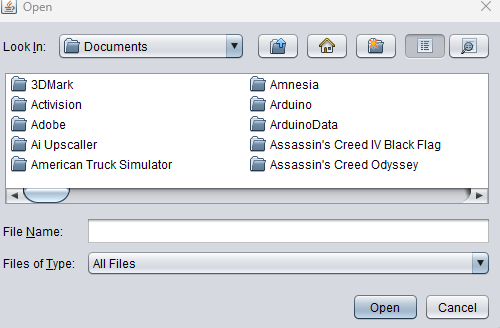 Open
Look In: Documents
3DMark
Activision
Adobe
Ai Upscaller
American Truck Simulator
Amnesia
Arduino
ArduinoData
Assassin's Creed IV Black Flag
Assassin's Creed Odyssey
File Name:
Files of Type: All Files
Open Cancel